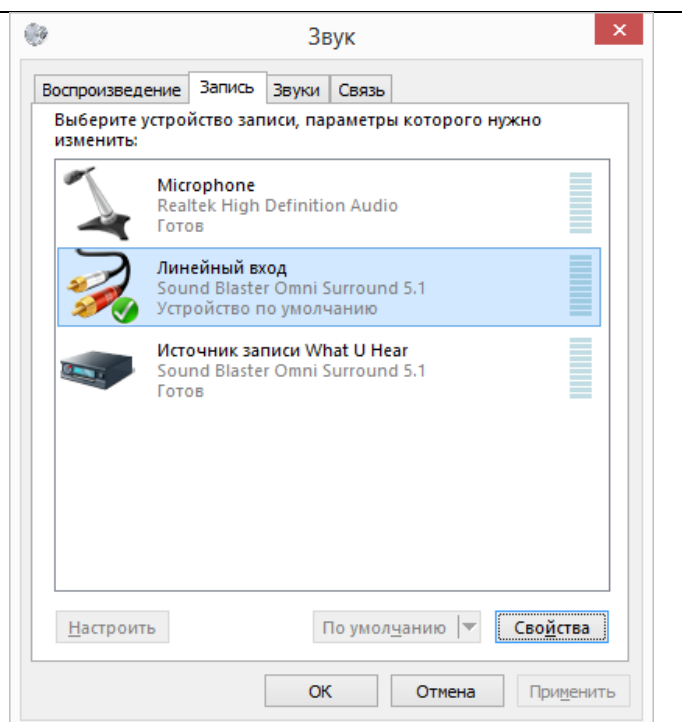 Звук
Воспроизведение Запись Звуки Связь
Выберите устройство записи, параметры которого нужно
изменить:
Microphone
Realtek High Definition Audio
Готов
Линейный вход
Sound Blaster Omni Surround 5.1
Устройство по умолчанию
Источник записи What U Hear
Sound Blaster Omni Surround 5.1
Готов
Настроить По умолчанию Свойства
ОК Отмена Применить